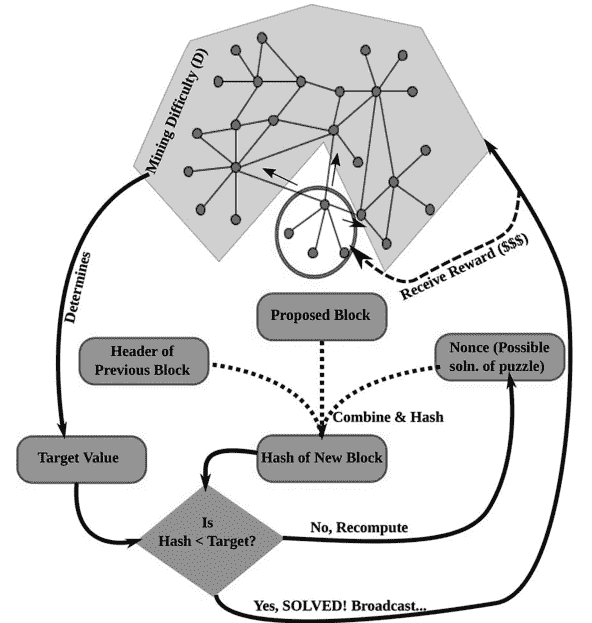 Mining Difficulty (D)
Determines
Receive Reward ($$$)
Proposed Block
Header of
Previous Block
Nonce (Possible
soln. of puzzle)
Combine & Hash
Target Value
Hash of New Block
Is
Hash < Target?
No, Recompute
Yes, SOLVED! Broadcast...